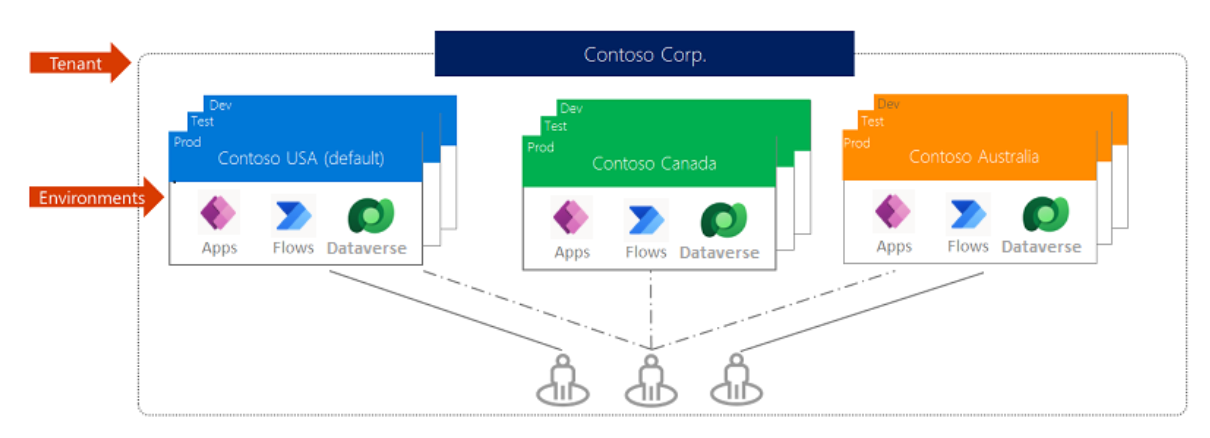 Contoso Corp.
Tenant
Dev
Test
Prod
Contoso USA (default)
Apps
Flows
Dataverse
Dev
Test
Prod
Contoso Canada
Apps
Flows
Dataverse
Dev
Test
Prod
Contoso Australia
Apps
Flows
Dataverse
Environments